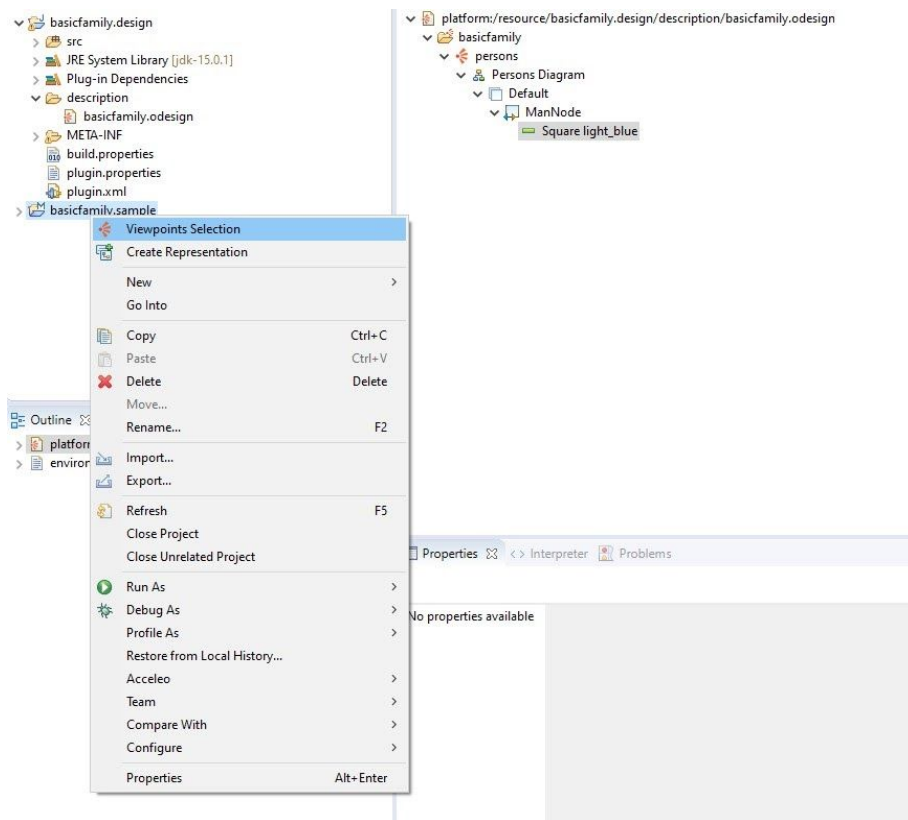 basicfamily.design
src
JRE System Library [jdk-15.0.1]
Plug-in Dependencies
description
basicfamily.odesign
META-INF
build.properties
plugin.properties
plugin.xml
basicfamily.sample
Viewpoints Selection
Create Representation
New
Go Into
Copy Ctrl+C
Paste Ctrl+V
Delete Delete
Move...
Rename... F2
Import...
Export...
Refresh F5
Close Project
Close Unrelated Project
Run As
Debug As
Profile As
Restore from Local History...
Acceleo
Team
Compare With
Configure
Properties Alt+Enter
Outline
platfor
enviror
platform:/resource/basicfamily.design/description/basicfamily.odesign
basicfamily
persons
Persons Diagram
Default
ManNode
Square light_blue
Properties <> Interpreter Problems
No properties available